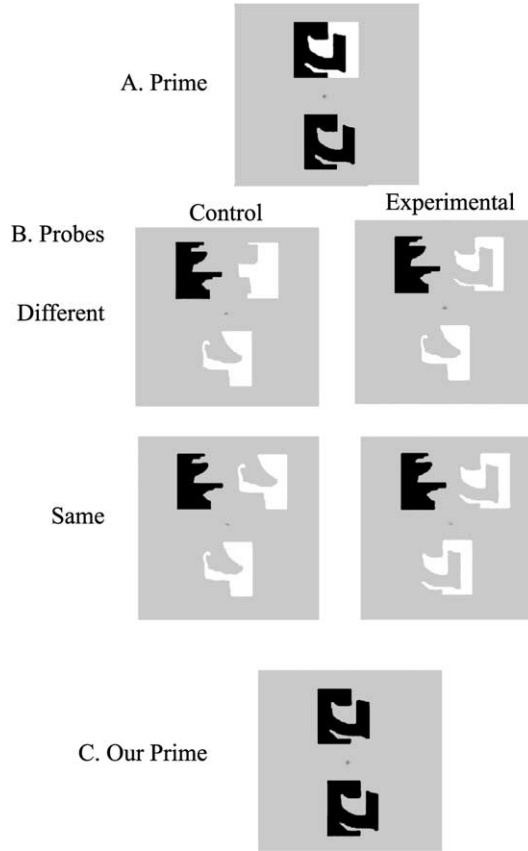 A. Prime
Control
Experimental
B. Probes
Different
Same
C. Our Prime